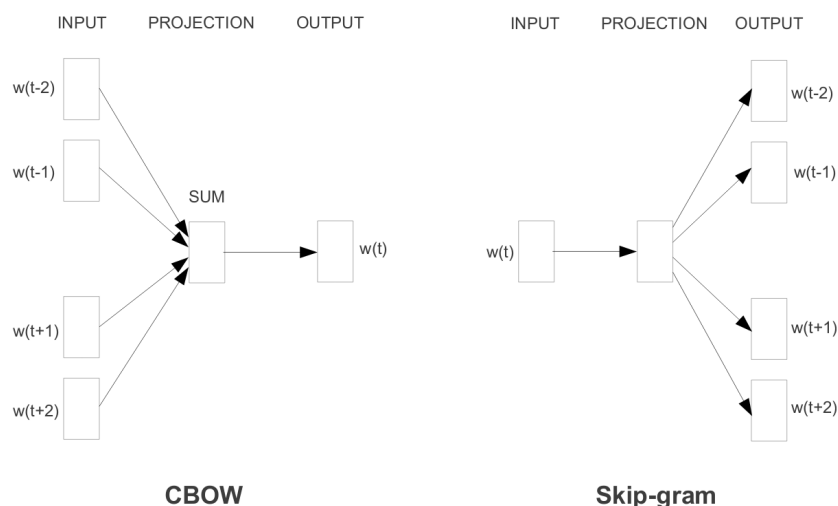 INPUT PROJECTION OUTPUT
w(t-2)
w(t-1)
SUM
w(t)
w(t+1)
w(t+2)
CBOW
INPUT PROJECTION OUTPUT
w(t-2)
w(t-1)
w(t)
w(t+1)
w(t+2)
Skip-gram